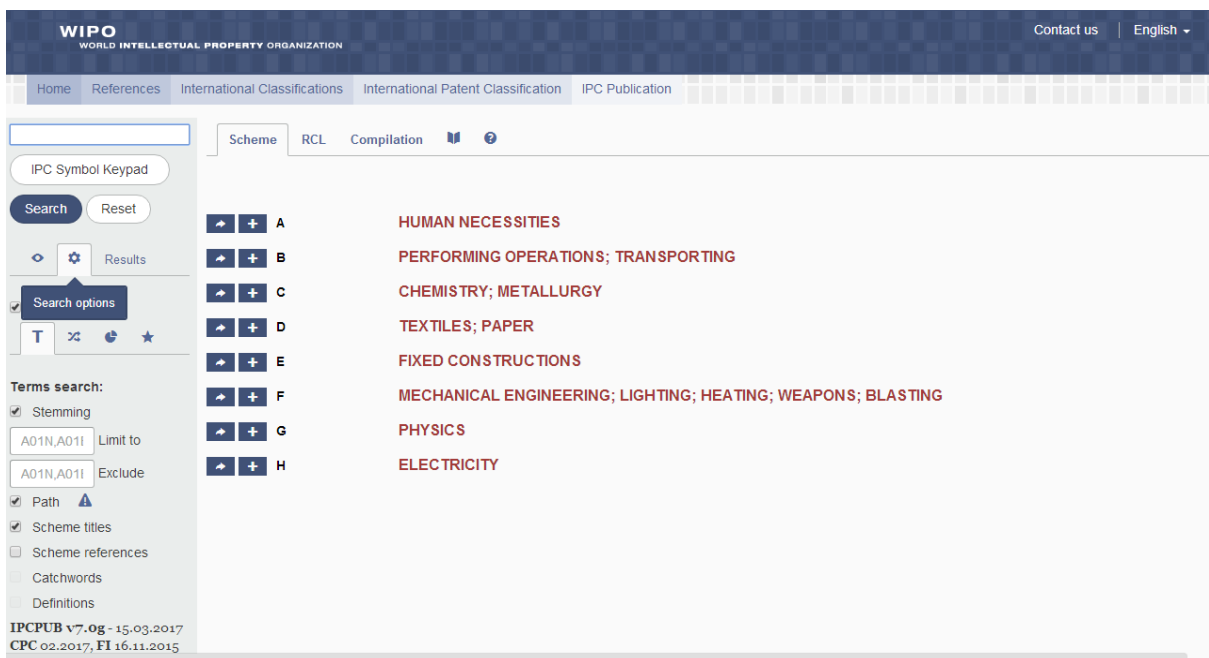 WIPO
WORLD INTELLECTUAL PROPERTY ORGANIZATION
Contact us
English
Home References International Classifications International Patent Classification IPC Publication
Scheme RCL Compilation
IPC Symbol Keypad
Search Reset
Results
Search options
T
Terms search:
Stemming
A01N,A01 Limit to
A01N,A01 Exclude
Path
Scheme titles
Scheme references
Catchwords
Definitions
IPCPUB v7.0g - 15.03.2017
CPC 02.2017, FI 16.11.2015
A HUMAN NECESSITIES
B PERFORMING OPERATIONS; TRANSPORTING
C CHEMISTRY; METALLURGY
D TEXTILES; PAPER
E FIXED CONSTRUCTIONS
F MECHANICAL ENGINEERING; LIGHTING; HEATING; WEAPONS; BLASTING
G PHYSICS
H ELECTRICITY